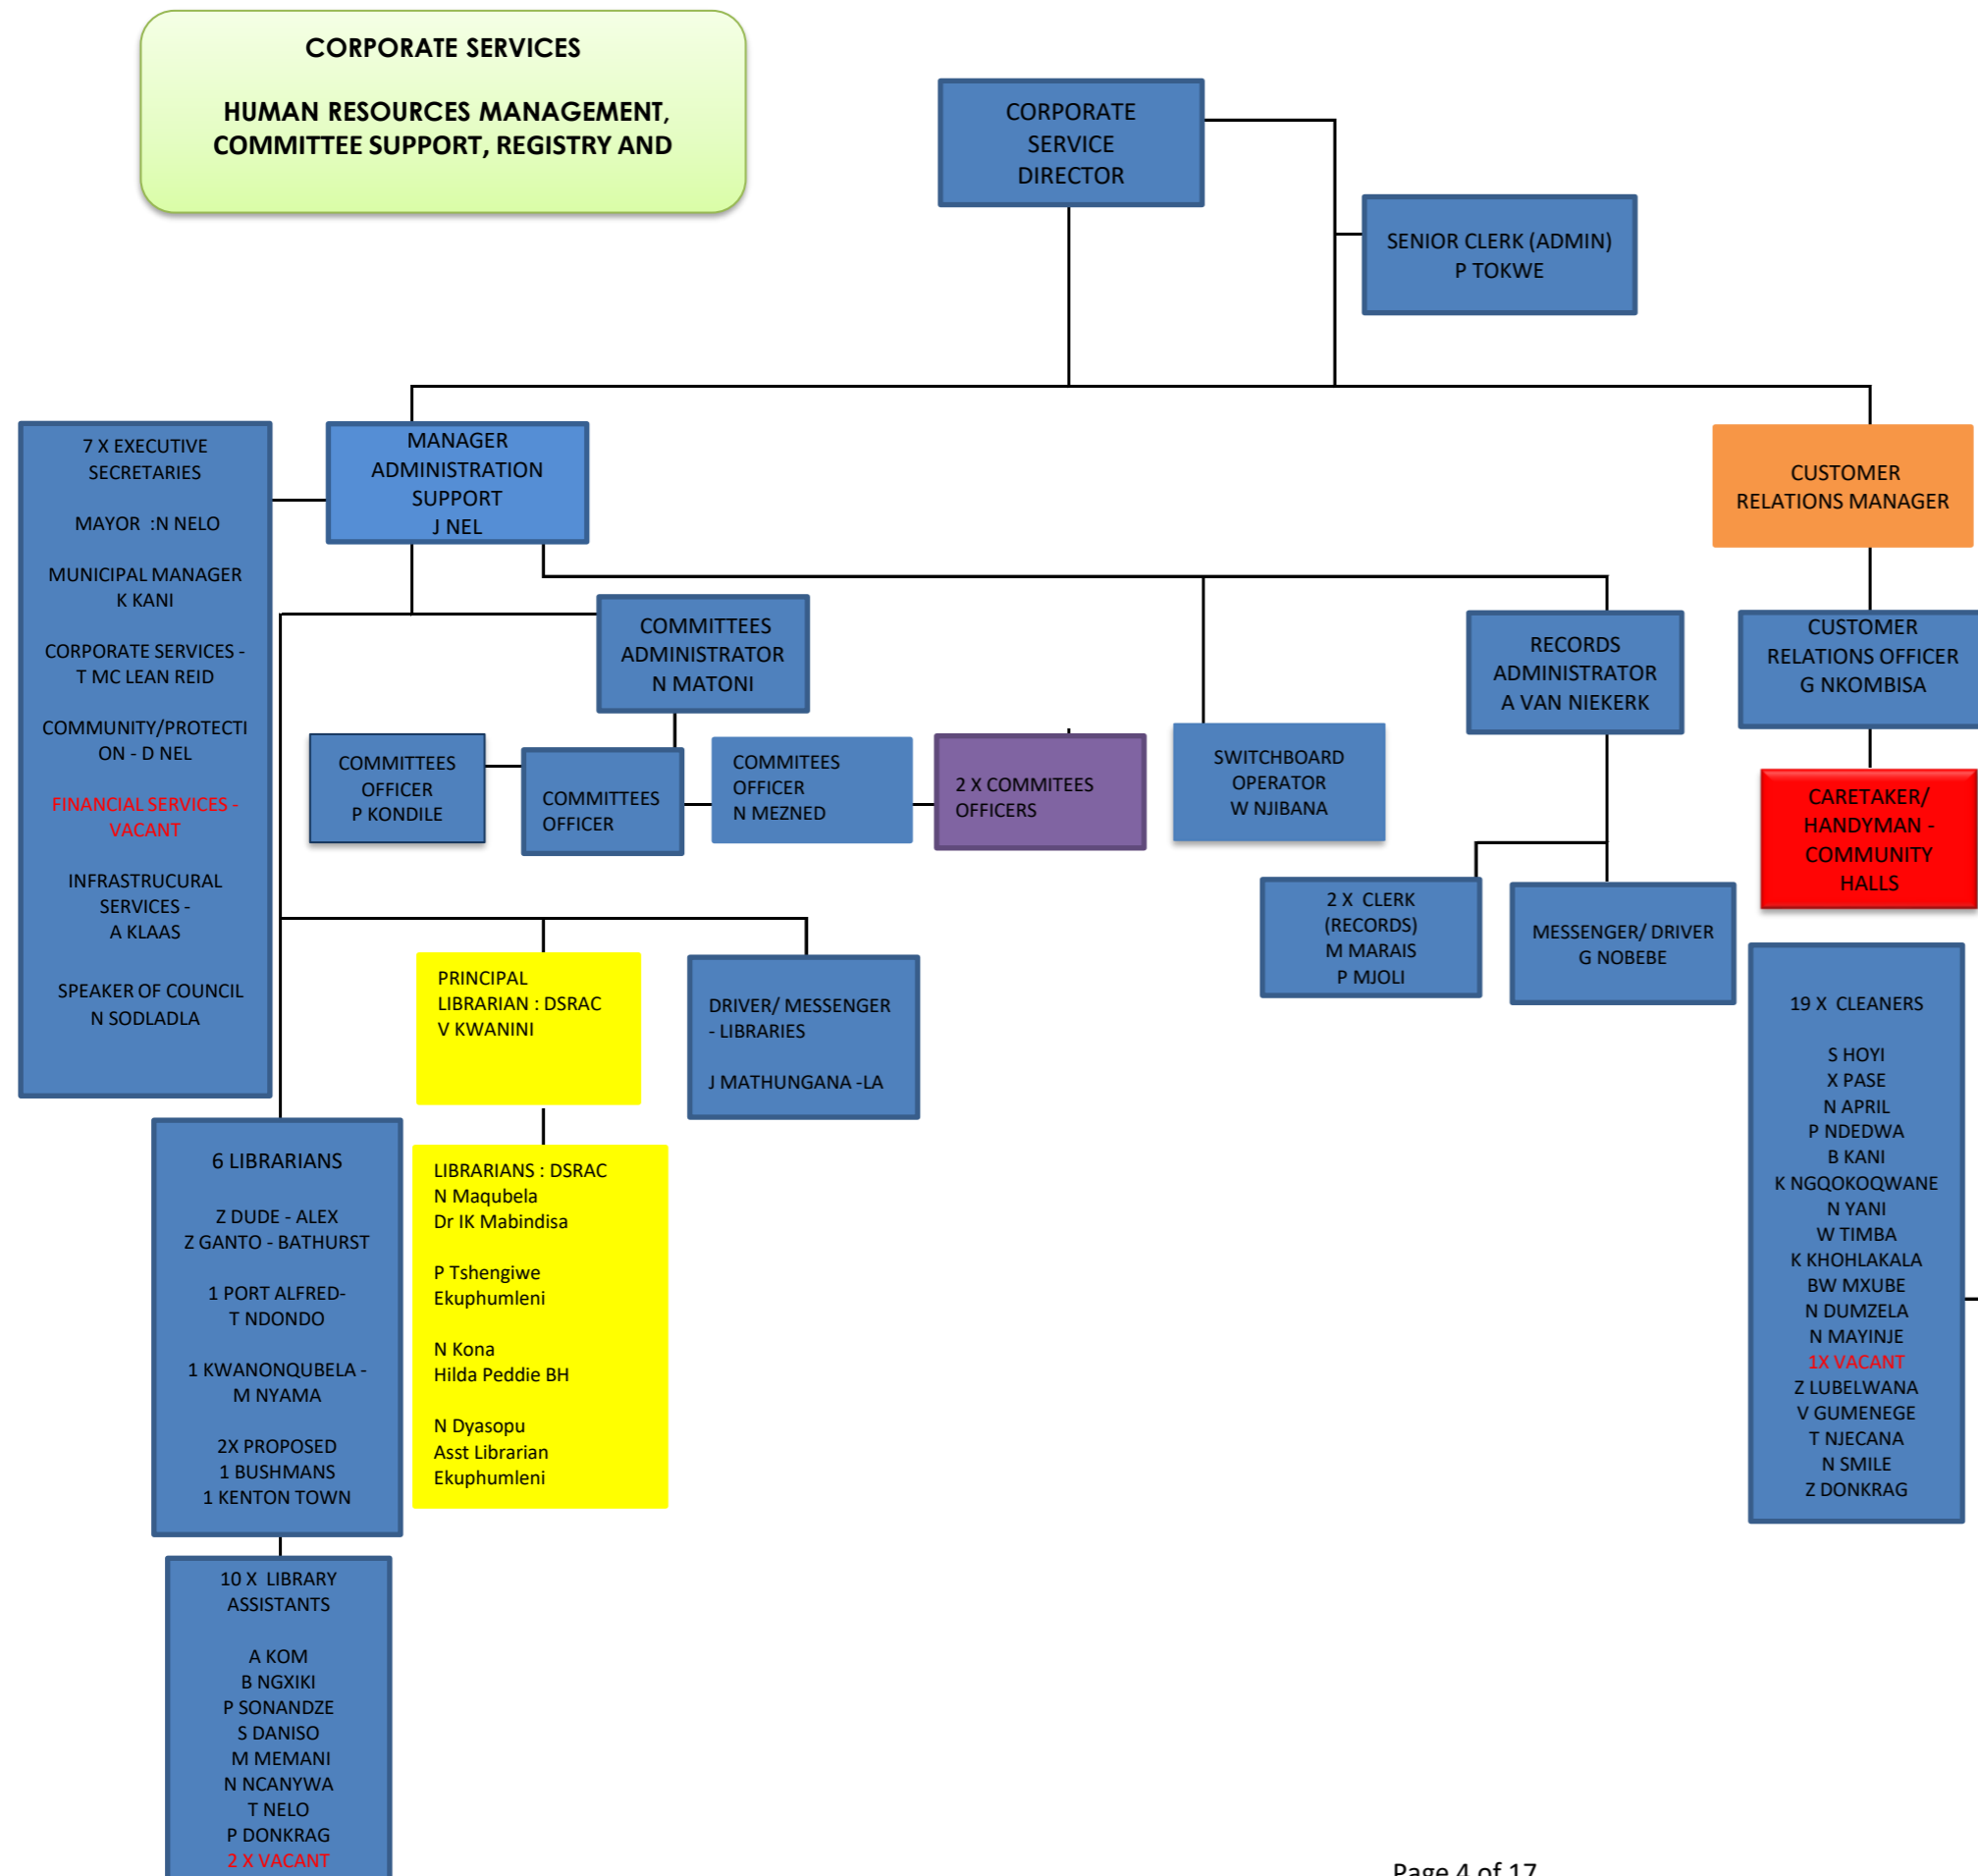 CORPORATE SERVICES
HUMAN RESOURCES MANAGEMENT,
COMMITTEE SUPPORT, REGISTRY AND
CORPORATE
SERVICE
DIRECTOR
SENIOR CLERK (ADMIN)
P TOKWE
7 X EXECUTIVE
SECRETARIES
MAYOR :N NELO
MUNICIPAL MANAGER
K KANI
CORPORATE SERVICES -
T MC LEAN REID
COMMUNITY/PROTECTI
ON - D NEL
FINANCIAL SERVICES -
VACANT
INFRASTRUCURAL
SERVICES -
A KLAAS
SPEAKER OF COUNCIL
N SODLADLA
MANAGER
ADMINISTRATION
SUPPORT
J NEL
CUSTOMER
RELATIONS MANAGER
COMMITTEES
ADMINISTRATOR
N MATONI
RECORDS
ADMINISTRATOR
A VAN NIEKERK
CUSTOMER
RELATIONS OFFICER
G NKOMBISA
COMMITTEES
OFFICER
P KONDILE
COMMITTEES
OFFICER
COMMITEES
OFFICER
N MEZNED
2 X COMMITEES
OFFICERS
SWITCHBOARD
OPERATOR
W NJIBANA
CARETAKER/
HANDYMAN -
COMMUNITY
HALLS
2 X CLERK
(RECORDS)
M MARAIS
P MJOLI
MESSENGER/ DRIVER
G NOBEBE
PRINCIPAL
LIBRARIAN : DSRAC
V KWANINI
DRIVER/ MESSENGER
- LIBRARIES
J MATHUNGANA -LA
19 X CLEANERS
S HOYI
X PASE
N APRIL
P NDEDWA
B KANI
K NGQOKOQWANE
N YANI
W TIMBA
K KHOHLAKALA
BW MXUBE
N DUMZELA
N MAYINJE
1X VACANT
Z LUBELWANA
V GUMENEGE
T NJECANA
N SMILE
Z DONKRAG
6 LIBRARIANS
Z DUDE - ALEX
Z GANTO - BATHURST
1 PORT ALFRED-
T NDONDO
1 KWANONQUBELA -
M NYAMA
2X PROPOSED
1 BUSHMANS
1 KENTON TOWN
LIBRARIANS : DSRAC
N Maqubela
Dr IK Mabindisa
P Tshengiwe
Ekuphumleni
N Kona
Hilda Peddie BH
N Dyasopu
Asst Librarian
Ekuphumleni
10 X LIBRARY
ASSISTANTS
A KOM
B NGXIKI
P SONANDZE
S DANISO
M MEMANI
N NCANYWA
T NELO
P DONKRAG
2 X VACANT
Page 4 of 17